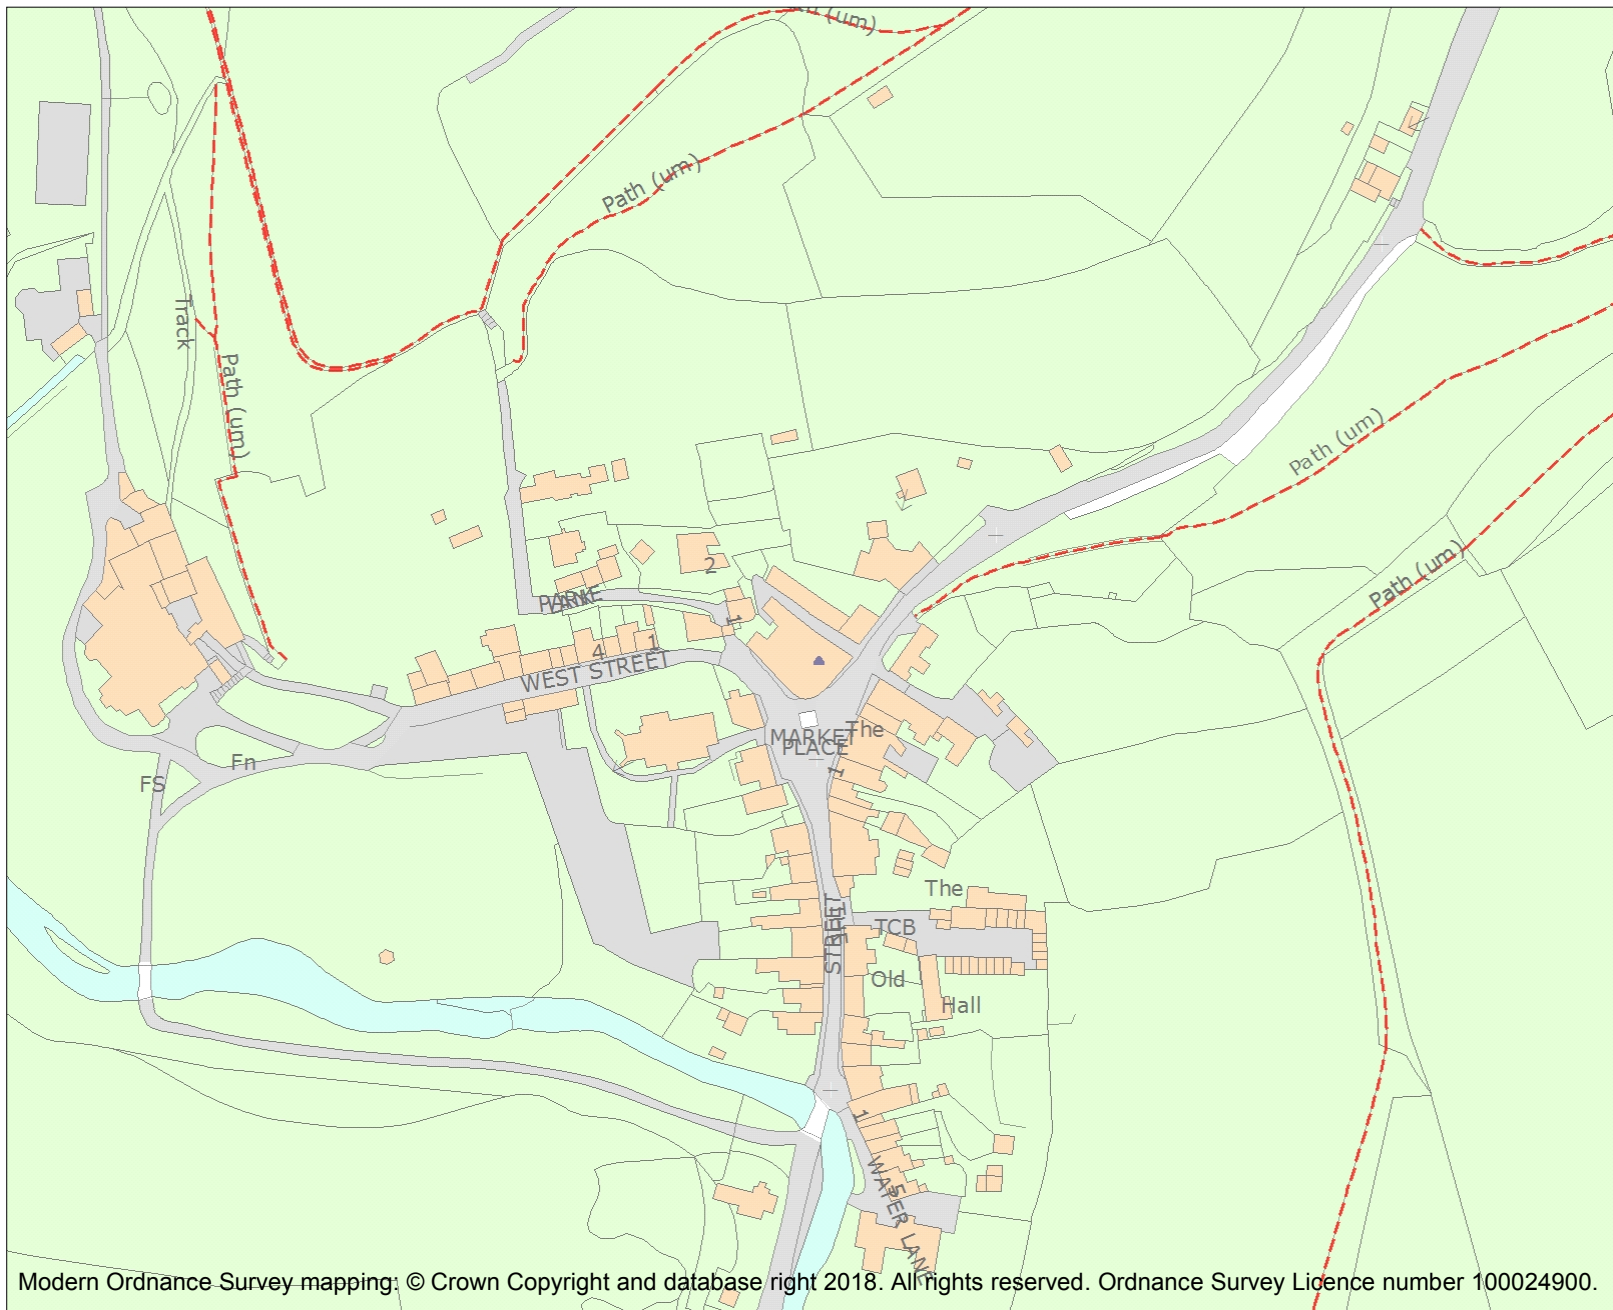 Path (um)
Track
Path (um)
Path (um)
Path (um)
2
PARK
LANE
1
4
1
WEST STREET
The
MARKET
PLACE
1
Fn
FS
The
TCB
STREET
Old
Hall
1
5
WATER LANE
Modern Ordnance Survey mapping: © Crown Copyright and database right 2018. All rights reserved. Ordnance Survey Licence number 100024900.